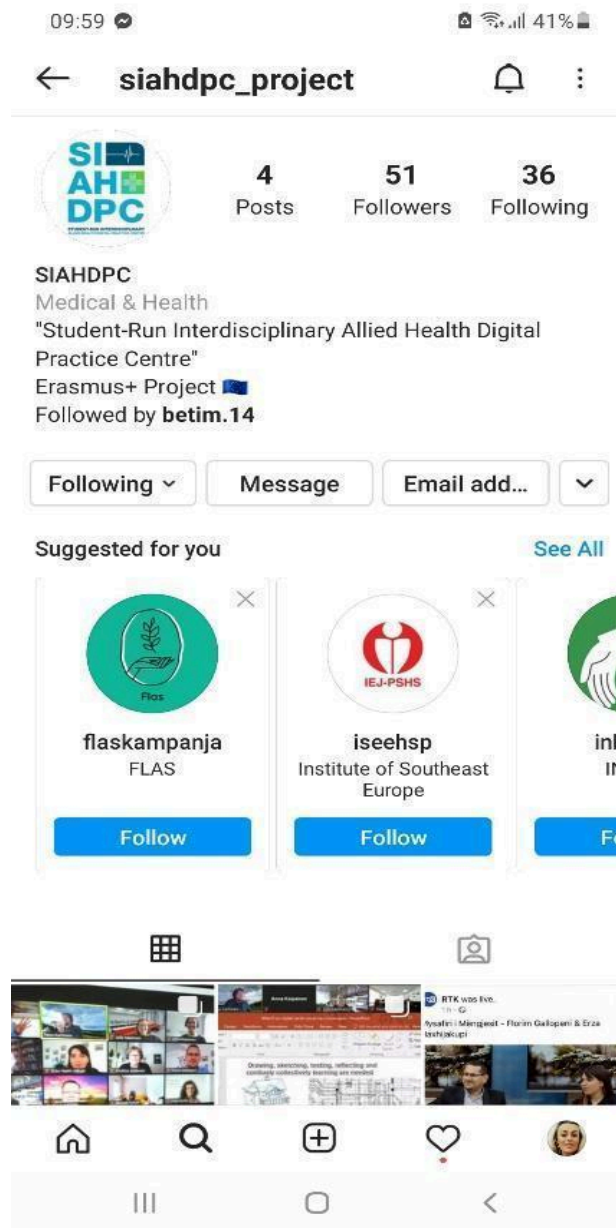 09:59
41%
siahdpc_project
SI
AH
DPC
4
Posts
51
Followers
36
Following
SIAHDPC
Medical & Health
"Student-Run Interdisciplinary Allied Health Digital
Practice Centre"
Erasmus+ Project
Followed by betim.14
Following
Message
Email add...
Suggested for you
See All
Flas
flaskampanja
FLAS
Follow
IEJ-PSHS
iseehsp
Institute of Southeast
Europe
Follow
RTK was live.
Drawing, sketching, testing, reflecting and